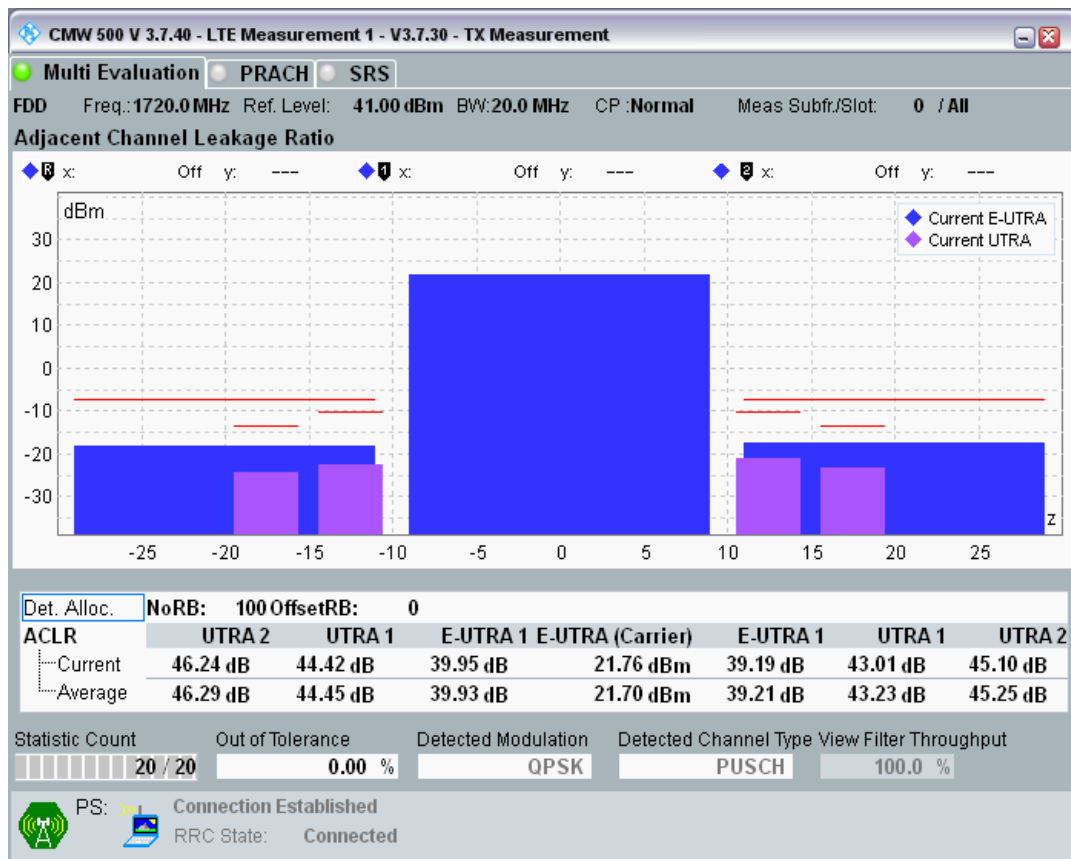 CMW 500 V 3.7.40 - LTE Measurement 1 - V3.7.30 - TX Measurement
Multi Evaluation PRACH SRS
FDD Freq.:1720.0 MHz Ref. Level: 41.00 dBm BW:20.0 MHz CP :Normal Meas Subfr./Slot: 0 / All
Adjacent Channel Leakage Ratio
R x: Off y: --- 1 x: Off y: --- 2 x: Off y: ---
dBm
Current E-UTRA
Current UTRA
30
20
10
0
-10
-20
-30
z
-25 -20 -15 -10 -5 0 5 10 15 20 25
Det. Alloc. NoRB: 100 OffsetRB: 0
ACLR UTRA 2 UTRA 1 E-UTRA 1 E-UTRA (Carrier) E-UTRA 1 UTRA 1 UTRA 2
Current 46.24 dB 44.42 dB 39.95 dB 21.76 dBm 39.19 dB 43.01 dB 45.10 dB
Average 46.29 dB 44.45 dB 39.93 dB 21.70 dBm 39.21 dB 43.23 dB 45.25 dB
Statistic Count Out of Tolerance Detected Modulation Detected Channel Type View Filter Throughput
20 / 20 0.00 % QPSK PUSCH 100.0 %
PS: Connection Established
RRC State: Connected